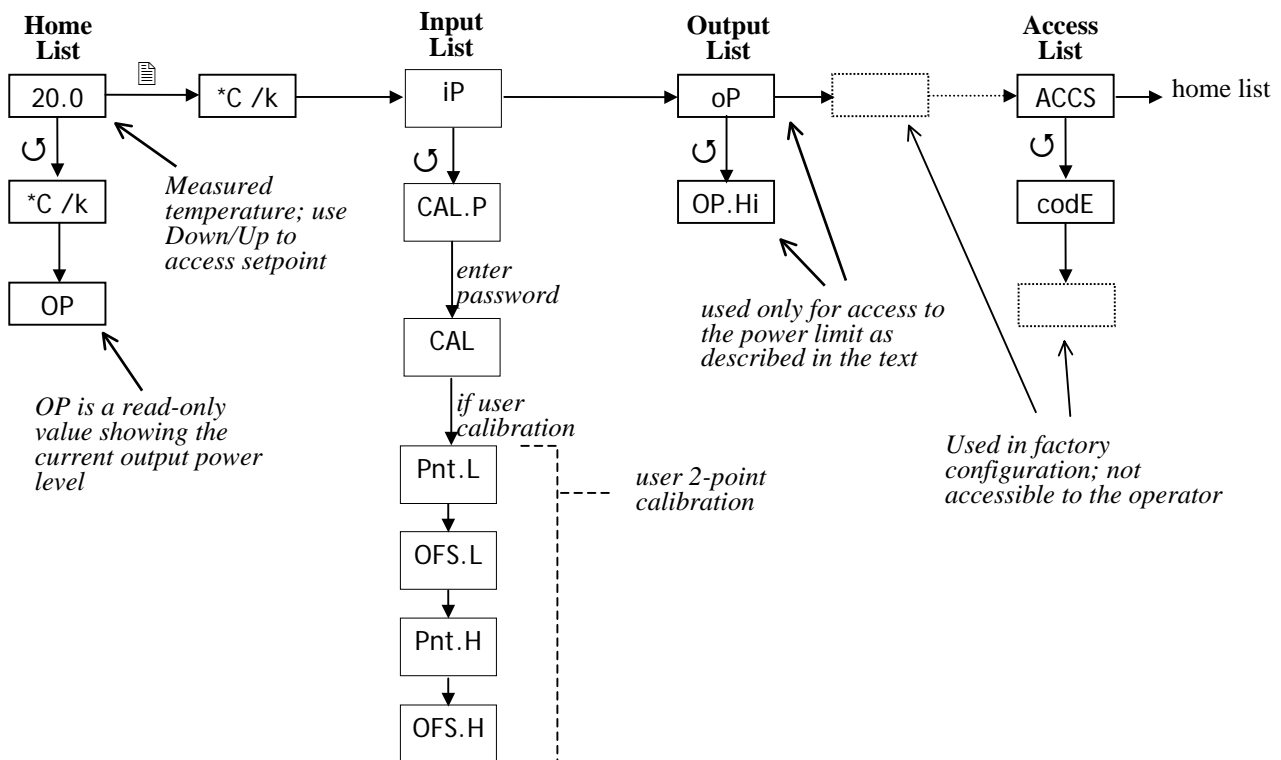 Home
List
Input
List
Output
List
Access
List
20.0
*C /k
iP
oP
ACCS
home list
*C /k
OP
Measured
temperature; use
Down/Up to
access setpoint
OP is a read-only
value showing the
current output power
level
CAL.P
enter
password
CAL
if user
calibration
Pnt.L
OFS.L
Pnt.H
OFS.H
user 2-point
calibration
OP.Hi
used only for access to
the power limit as
described in the text
codE
Used in factory
configuration; not
accessible to the operator